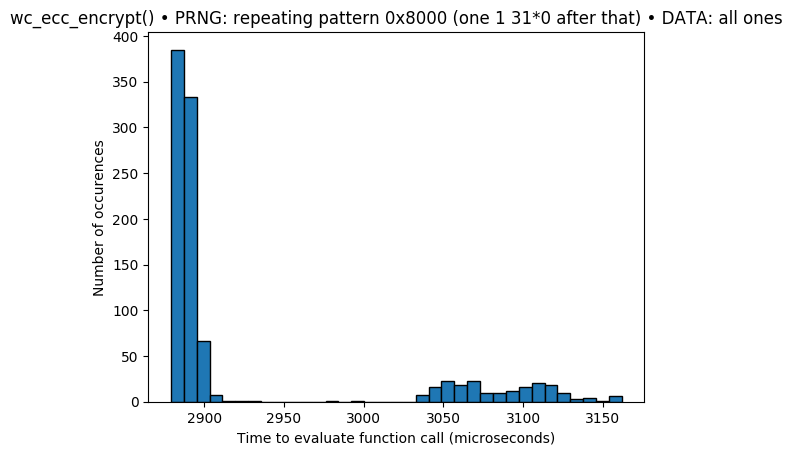 wc_ecc_encrypt() • PRNG: repeating pattern 0x8000 (one 1 31*0 after that) • DATA: all ones
400
350
300
250
200
150
100
50
0
Number of occurences
2900 2950 3000 3050 3100 3150
Time to evaluate function call (microseconds)